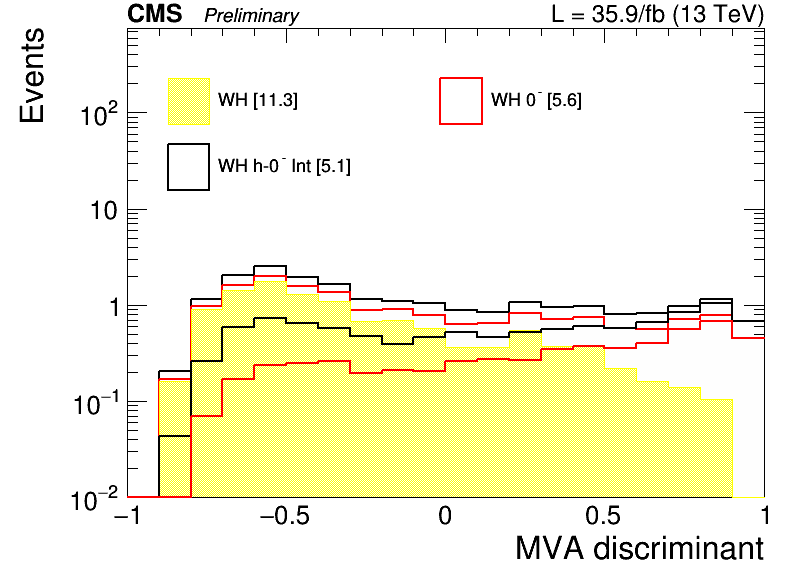 CMS Preliminary L = 35.9/fb (13 TeV)
Events
WH [11.3] WH 0⁻ [5.6]
WH h-0⁻ Int [5.1]
10²
10
1
10⁻¹
10⁻²
−1 −0.5 0 0.5 1
MVA discriminant